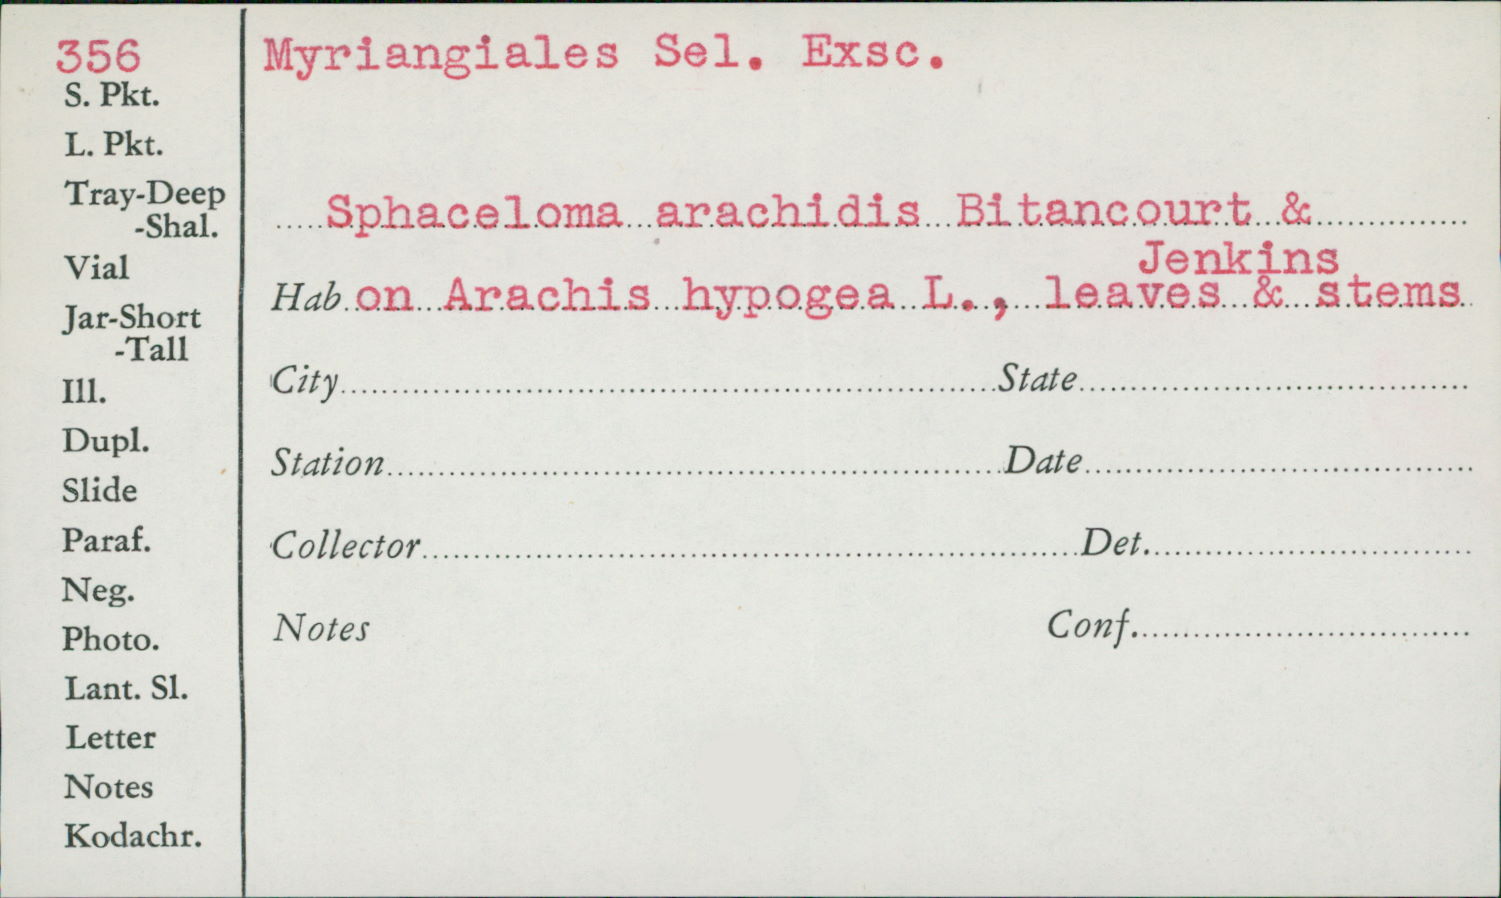 356
S. Pkt.
L. Pkt.
Tray-Deep
-Shal.
Vial
Jar-Short
-Tall
Ill.
Dupl.
Slide
Paraf.
Neg.
Photo.
Lant. Sl.
Letter
Notes
Kodachr.
Myriangiales Sel. Exsc.
Sphaceloma arachidis Bitancourt &
Jenkins
Hab on Arachis hypogea L., leaves & stems
City State
Station Date
Collector Det.
Notes Conf.